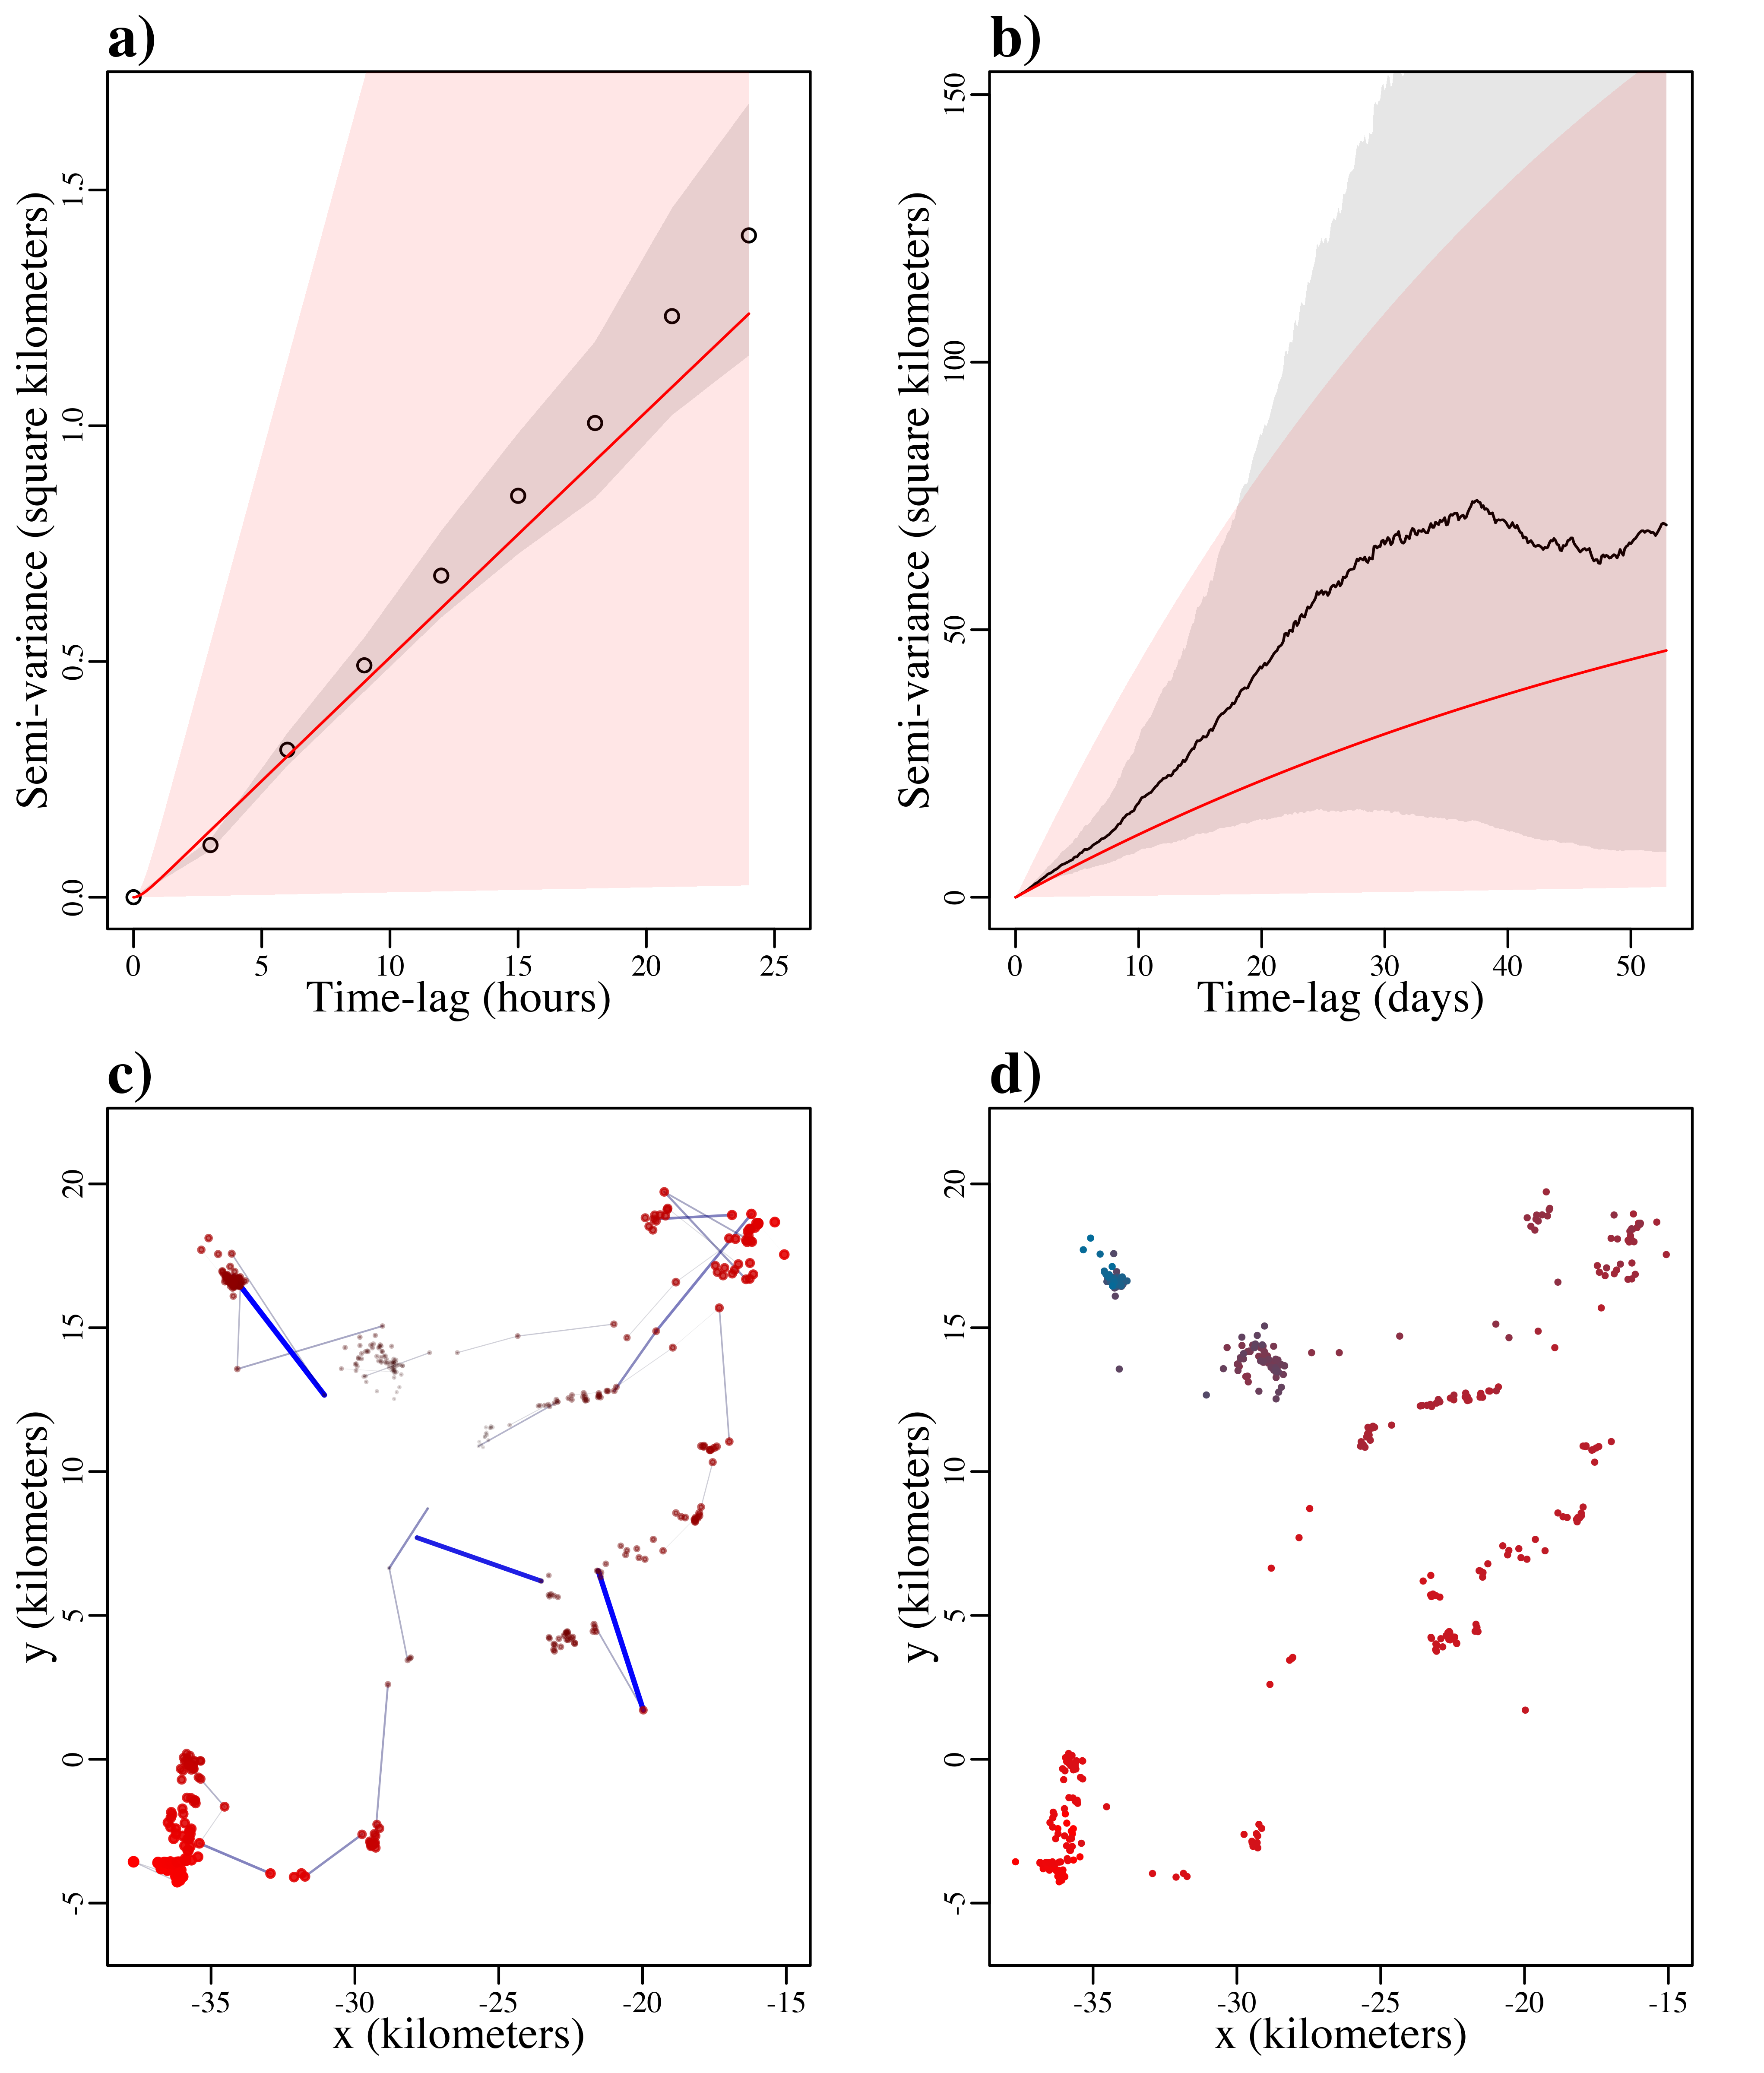 a)
Semi-variance (square kilometers)
0.0 0.5 1.0 1.5
0 5 10 15 20 25
Time-lag (hours)
b)
Semi-variance (square kilometers)
0 50 100 150
0 10 20 30 40 50
Time-lag (days)
c)
y (kilometers)
-5 0 5 10 15 20
-35 -30 -25 -20 -15
x (kilometers)
d)
y (kilometers)
-5 0 5 10 15 20
-35 -30 -25 -20 -15
x (kilometers)